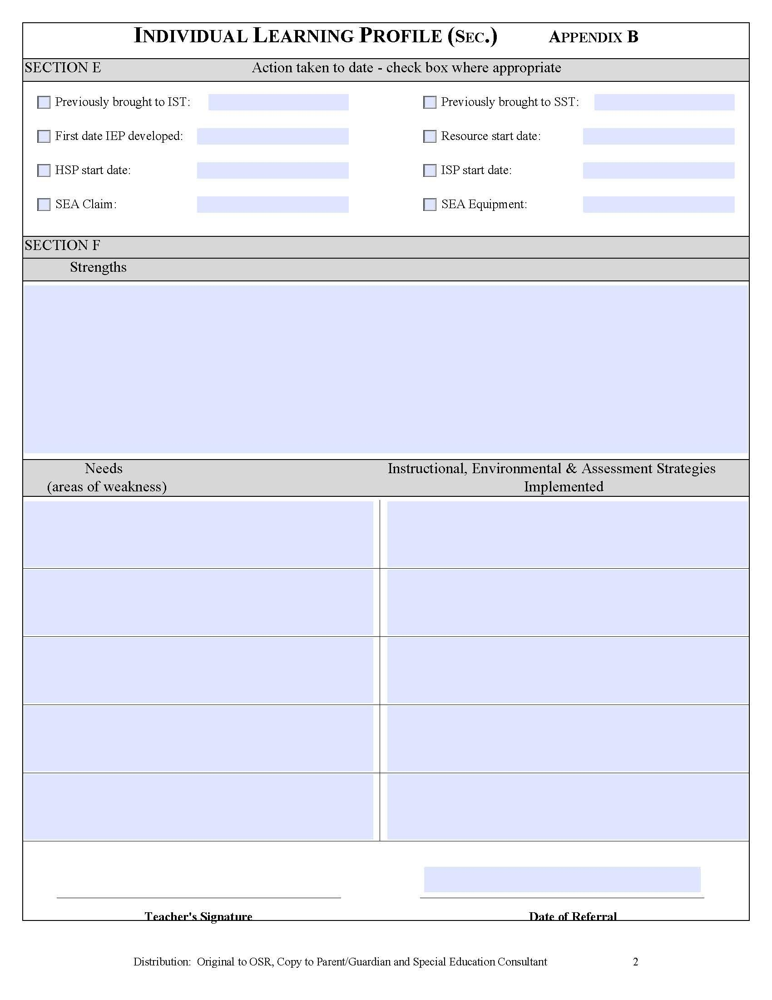 INDIVIDUAL LEARNING PROFILE (SEC.) APPENDIX B
SECTION E Action taken to date - check box where appropriate
Previously brought to IST: Previously brought to SST:
First date IEP developed: Resource start date:
HSP start date: ISP start date:
SEA Claim: SEA Equipment:
SECTION F
Strengths
Needs Instructional, Environmental & Assessment Strategies
(areas of weakness) Implemented
Teacher's Signature Date of Referral
Distribution: Original to OSR, Copy to Parent/Guardian and Special Education Consultant 2